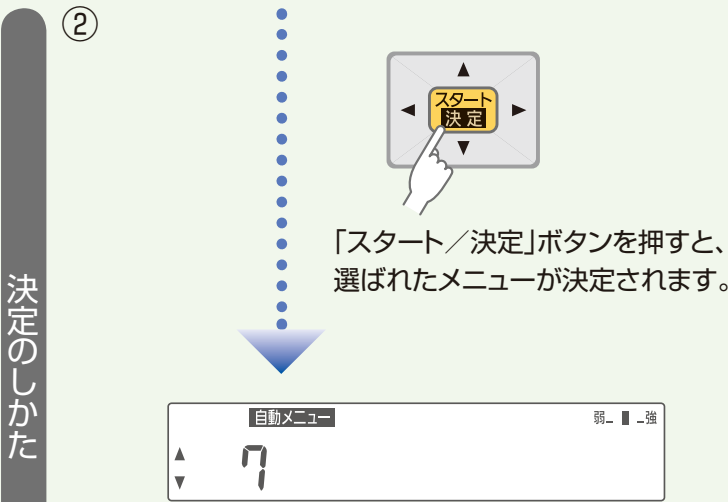 ②
決定のしかた
▲
◀ スタート ▶
決定
▼
「スタート／決定」ボタンを押すと、
選ばれたメニューが決定されます。
自動メニュー 弱 強
▲
▼
7